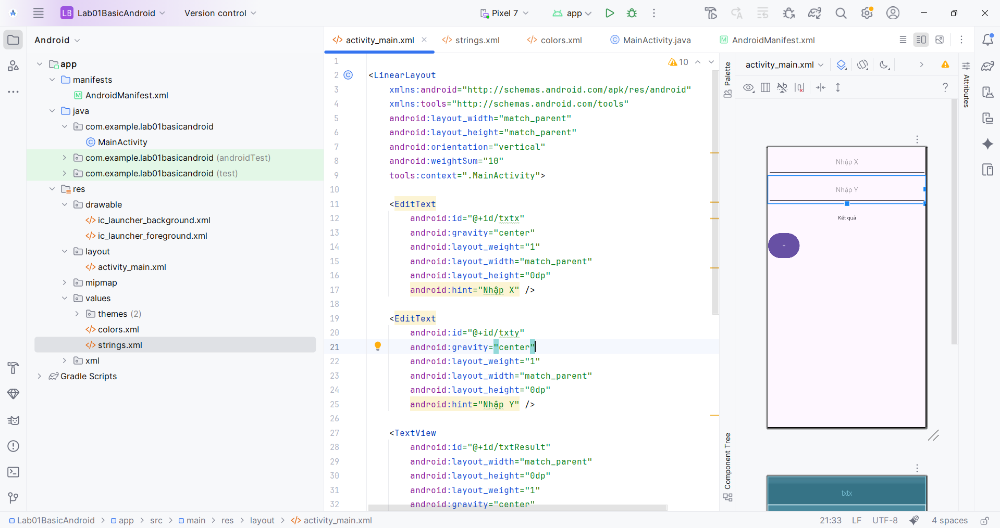 LB Lab01BasicAndroid Version control Pixel 7 app
Android
app
manifests
AndroidManifest.xml
java
com.example.lab01basicandroid
MainActivity
com.example.lab01basicandroid (androidTest)
com.example.lab01basicandroid (test)
res
drawable
ic_launcher_background.xml
ic_launcher_foreground.xml
layout
activity_main.xml
mipmap
values
themes (2)
colors.xml
strings.xml
xml
Gradle Scripts
activity_main.xml strings.xml colors.xml MainActivity.java AndroidManifest.xml
10
1
2 <LinearLayout
3 xmlns:android="http://schemas.android.com/apk/res/android"
4 xmlns:tools="http://schemas.android.com/tools"
5 android:layout_width="match_parent"
6 android:layout_height="match_parent"
7 android:orientation="vertical"
8 android:weightSum="10"
9 tools:context=".MainActivity">
10
11 <EditText
12 android:id="@+id/txtx"
13 android:gravity="center"
14 android:layout_weight="1"
15 android:layout_width="match_parent"
16 android:layout_height="0dp"
17 android:hint="Nhập X" />
18
19 <EditText
20 android:id="@+id/txty"
21 android:gravity="center"
22 android:layout_weight="1"
23 android:layout_width="match_parent"
24 android:layout_height="0dp"
25 android:hint="Nhập Y" />
26
27 <TextView
28 android:id="@+id/txtResult"
29 android:layout_width="match_parent"
30 android:layout_height="0dp"
31 android:layout_weight="1"
32 android:gravity="center"
Palette
Component Tree
activity_main.xml
?
Attributes
Nhập X
Nhập Y
Kết quả
+
txtx
Lab01BasicAndroid > app > src > main > res > layout > activity_main.xml
21:33 LF UTF-8 4 spaces